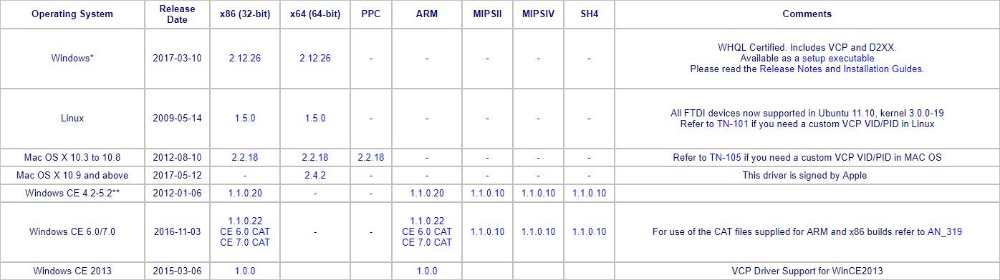 Operating System Release Date x86 (32-bit) x64 (64-bit) PPC ARM MIPSII MIPSIV SH4 Comments
Windows* 2017-03-10 2.12.26 2.12.26 - - - - - WHQL Certified. Includes VCP and D2XX.
Available as a setup executable
Please read the Release Notes and Installation Guides.
Linux 2009-05-14 1.5.0 1.5.0 - - - - - All FTDI devices now supported in Ubuntu 11.10, kernel 3.0.0-19
Refer to TN-101 if you need a custom VCP VID/PID in Linux
Mac OS X 10.3 to 10.8 2012-08-10 2.2.18 2.2.18 2.2.18 - - - - Refer to TN-105 if you need a custom VCP VID/PID in MAC OS
Mac OS X 10.9 and above 2017-05-12 - 2.4.2 - - - - - This driver is signed by Apple
Windows CE 4.2-5.2** 2012-01-06 1.1.0.20 - - 1.1.0.20 1.1.0.10 1.1.0.10 1.1.0.10
Windows CE 6.0/7.0 2016-11-03 1.1.0.22 CE 6.0 CAT CE 7.0 CAT - - 1.1.0.22 CE 6.0 CAT CE 7.0 CAT 1.1.0.10 1.1.0.10 1.1.0.10 For use of the CAT files supplied for ARM and x86 builds refer to AN_319
Windows CE 2013 2015-03-06 1.0.0 1.0.0 VCP Driver Support for WinCE2013